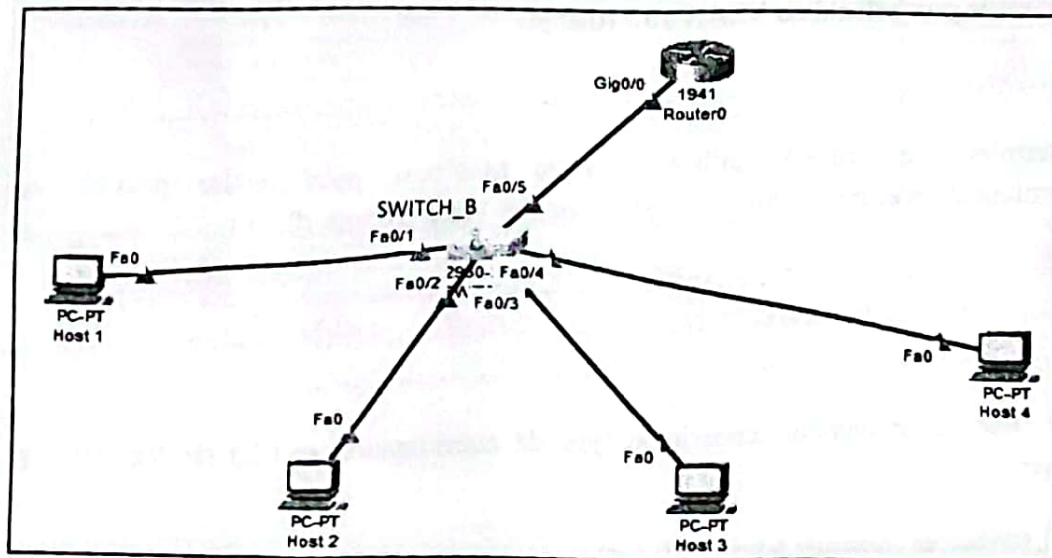 Gig0/0
1941
Router0
Fa0/5
SWITCH_B
Fa0/1
Fa0
Fa0/2
Fa0/4
Fa0/3
PC-PT
Host 1
Fa0
PC-PT
Host 4
Fa0
Fa0
PC-PT
Host 2
PC-PT
Host 3